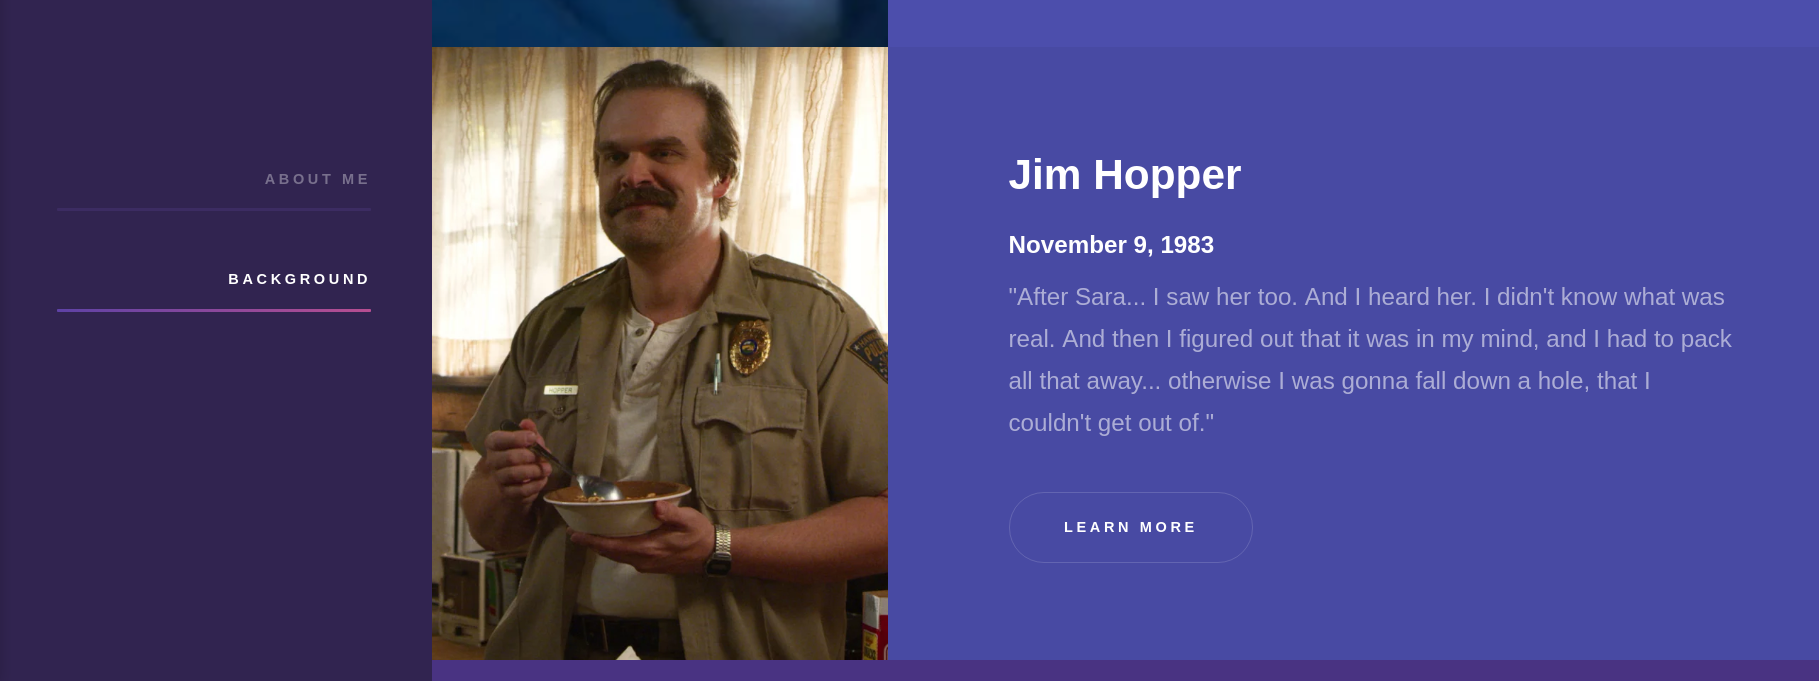 ABOUT ME
BACKGROUND
Jim Hopper
November 9, 1983
"After Sara... I saw her too. And I heard her. I didn't know what was
real. And then I figured out that it was in my mind, and I had to pack
all that away... otherwise I was gonna fall down a hole, that I
couldn't get out of."
LEARN MORE
HOPPER